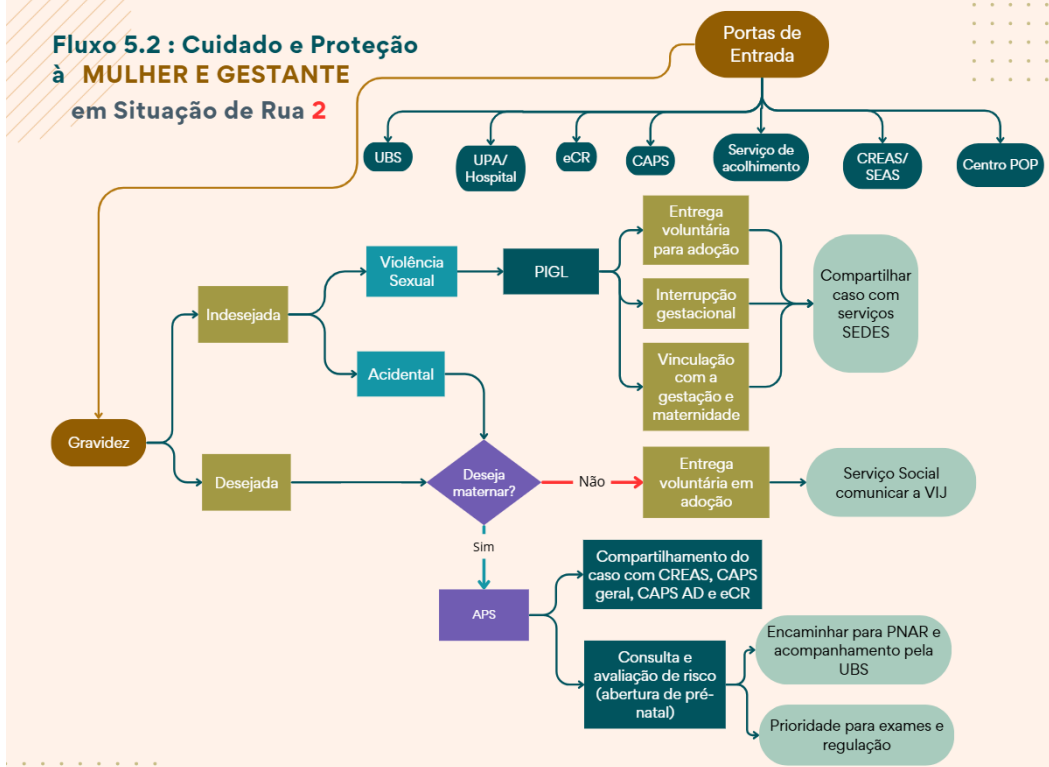 Fluxo 5.2 : Cuidado e Proteção
à MULHER E GESTANTE
em Situação de Rua 2
Portas de
Entrada
UBS
UPA/
Hospital
eCR
CAPS
Serviço de
acolhimento
CREAS/
SEAS
Centro POP
Gravidez
Indesejada
Desejada
Violência
Sexual
Acidental
PIGL
Entrega
voluntária
para adoção
Interrupção
gestacional
Vinculação
com a
gestação e
maternidade
Compartilhar
caso com
serviços
SEDES
Deseja
maternar?
Não
Entrega
voluntária em
adoção
Serviço Social
comunicar a VIJ
Sim
APS
Compartilhamento do
caso com CREAS, CAPS
geral, CAPS AD e eCR
Consulta e
avaliação de risco
(abertura de pré-
natal)
Encaminhar para PNAR e
acompanhamento pela
UBS
Prioridade para exames e
regulação